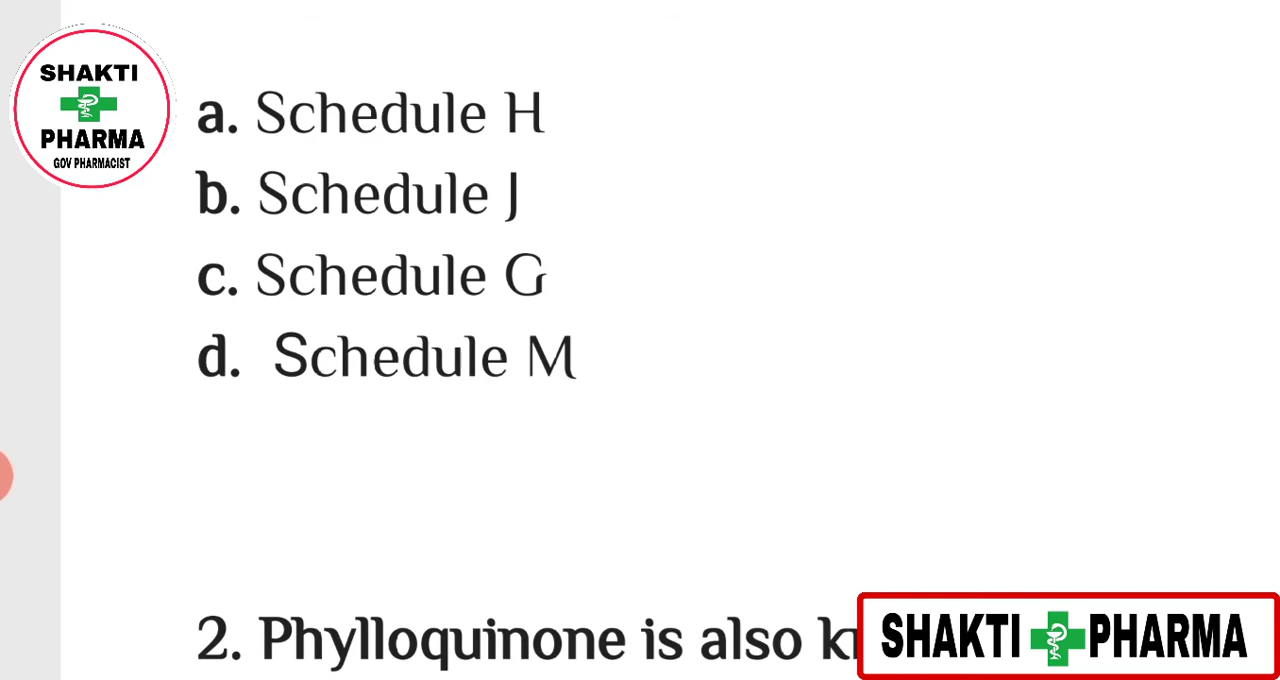 SHAKTI
PHARMA
GOV PHARMACIST
a. Schedule H
b. Schedule J
c. Schedule G
d. Schedule M
2. Phylloquinone is also
SHAKTI PHARMA